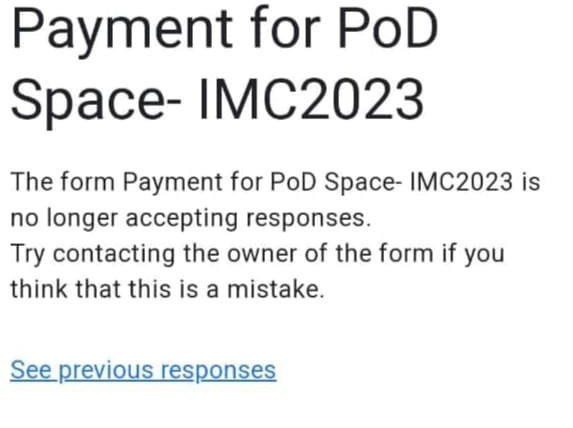 Payment for PoD
Space- IMC2023
The form Payment for PoD Space- IMC2023 is
no longer accepting responses.
Try contacting the owner of the form if you
think that this is a mistake.
See previous responses